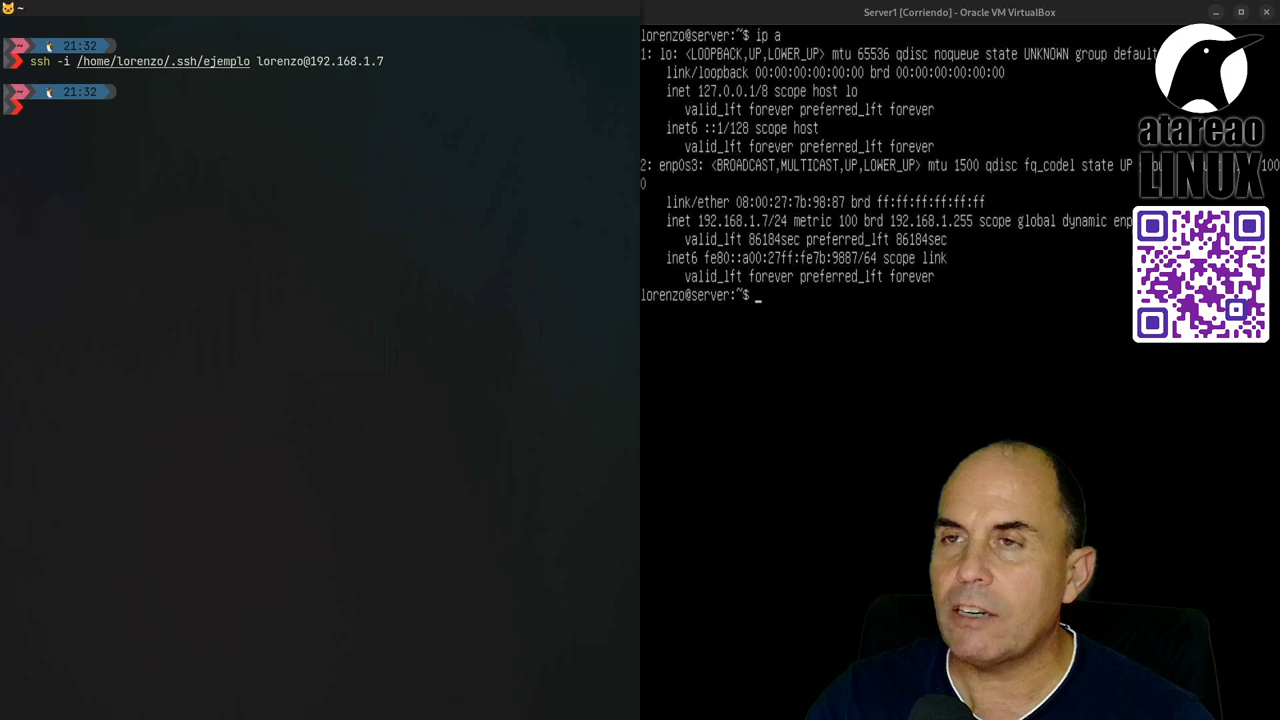 ~
~ 21:32
ssh -i /home/lorenzo/.ssh/ejemplo lorenzo@192.168.1.7
~ 21:32
Server1 [Corriendo] - Oracle VM VirtualBox
lorenzo@server:~$ ip a
1: lo: <LOOPBACK,UP,LOWER_UP> mtu 65536 qdisc noqueue state UNKNOWN group default
link/loopback 00:00:00:00:00:00 brd 00:00:00:00:00:00
inet 127.0.0.1/8 scope host lo
valid_lft forever preferred_lft forever
inet6 ::1/128 scope host
valid_lft forever preferred_lft forever
2: enp0s3: <BROADCAST,MULTICAST,UP,LOWER_UP> mtu 1500 qdisc fq_codel state UP
0
link/ether 08:00:27:7b:98:87 brd ff:ff:ff:ff:ff:ff
inet 192.168.1.7/24 metric 100 brd 192.168.1.255 scope global dynamic enp
valid_lft 86184sec preferred_lft 86184sec
inet6 fe80::a00:27ff:fe7b:9887/64 scope link
valid_lft forever preferred_lft forever
lorenzo@server:~$ _
atareao
LINUX